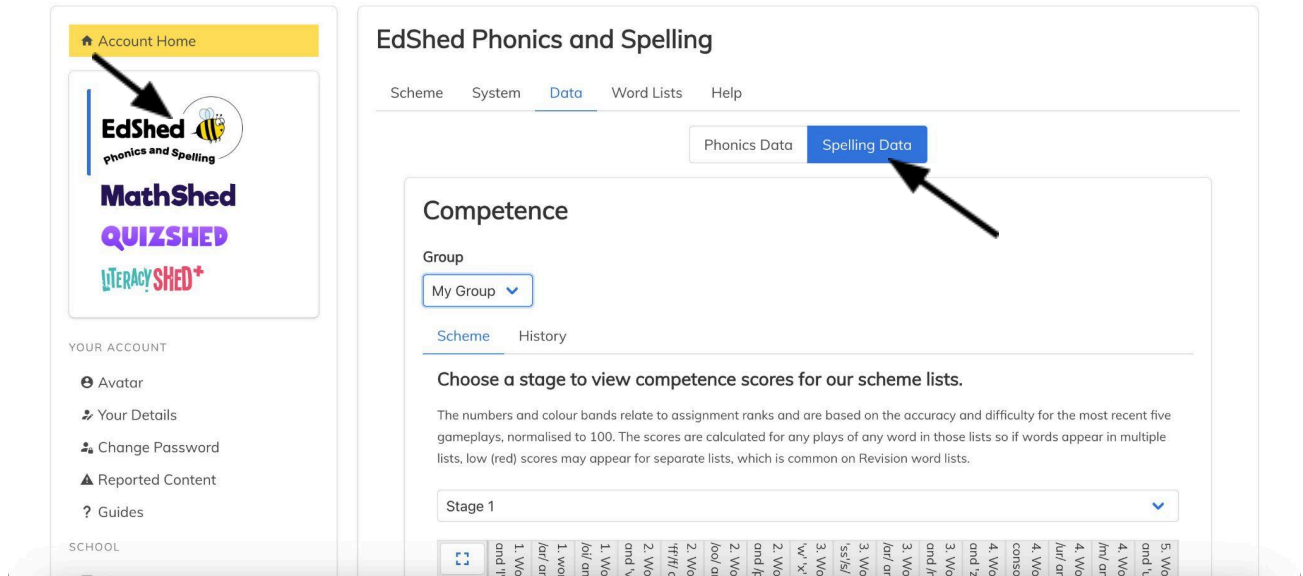 Account Home
EdShed
Phonics and Spelling
MathShed
QUIZSHED
LITERACY SHED+
YOUR ACCOUNT
Avatar
Your Details
Change Password
Reported Content
? Guides
SCHOOL
EdShed Phonics and Spelling
Scheme System Data Word Lists Help
Phonics Data Spelling Data
Competence
Group
My Group
Scheme History
Choose a stage to view competence scores for our scheme lists.
The numbers and colour bands relate to assignment ranks and are based on the accuracy and difficulty for the most recent five
gameplays, normalised to 100. The scores are calculated for any plays of any word in those lists so if words appear in multiple
lists, low (red) scores may appear for separate lists, which is common on Revision word lists.
Stage 1